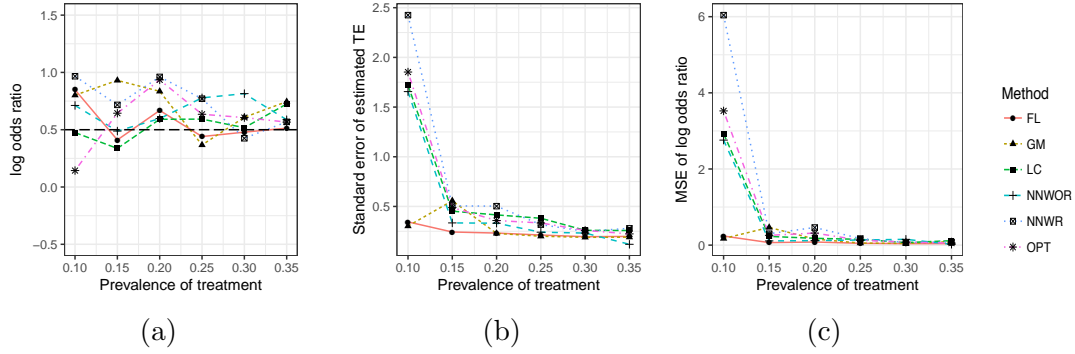 log odds ratio
1.5
1.0
0.5
0.0
−0.5
0.10 0.15 0.20 0.25 0.30 0.35
Prevalence of treatment
(a)
Standard error of estimated TE
2.5
2.0
1.5
1.0
0.5
0.10 0.15 0.20 0.25 0.30 0.35
Prevalence of treatment
(b)
MSE of log odds ratio
6
4
2
0
0.10 0.15 0.20 0.25 0.30 0.35
Prevalence of treatment
(c)
Method
FL
GM
LC
NNWOR
NNWR
OPT